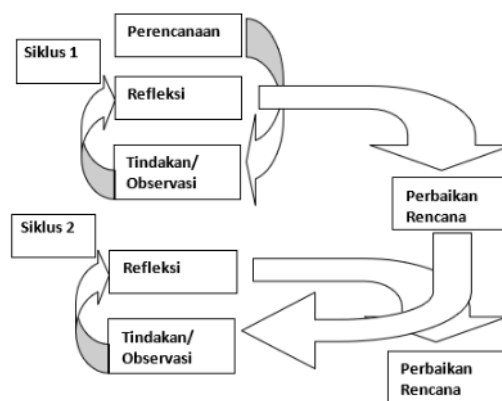 Perencanaan
Siklus 1
Refleksi
Tindakan/
Observasi
Perbaikan
Rencana
Siklus 2
Refleksi
Tindakan/
Observasi
Perbaikan
Rencana